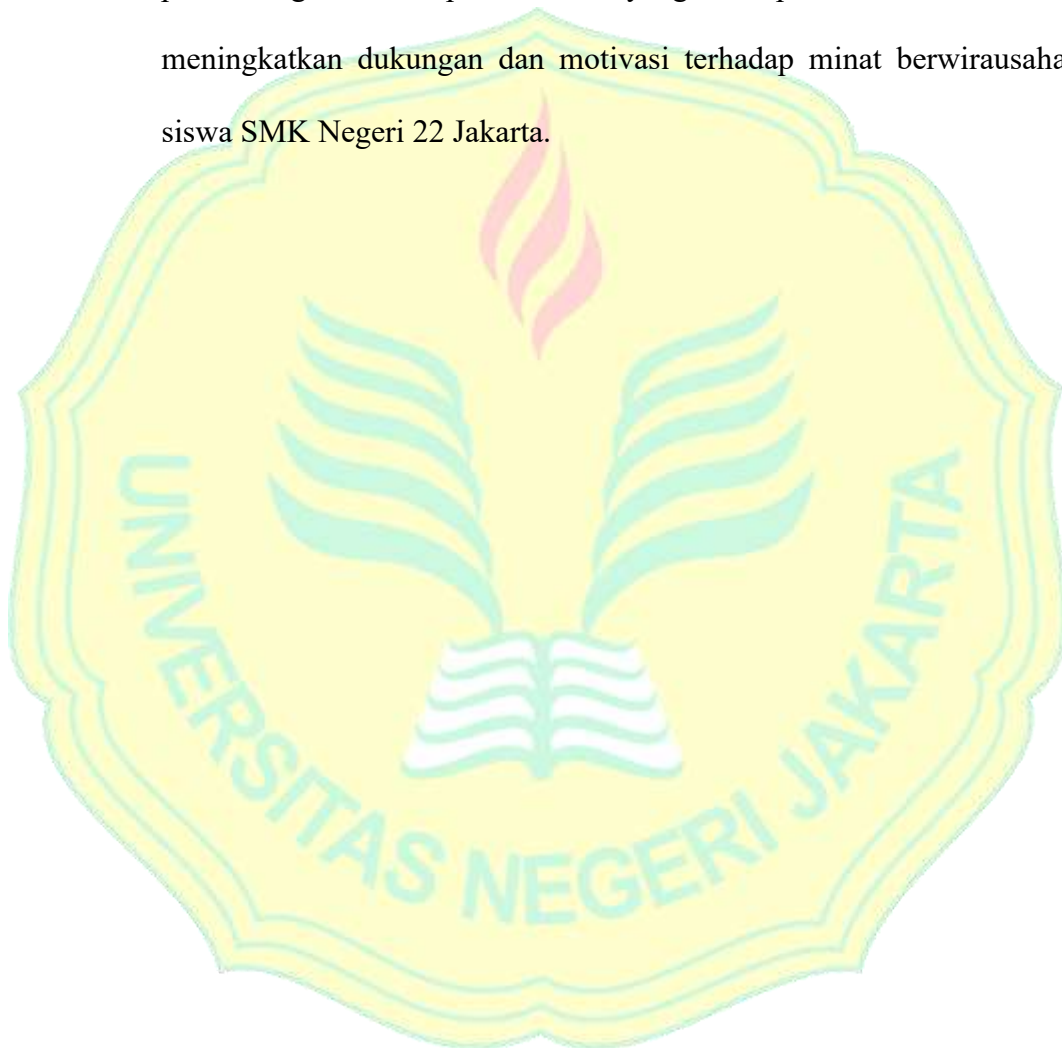 meningkatkan dukungan dan motivasi terhadap minat berwirausaha
siswa SMK Negeri 22 Jakarta.
UNIVERSITAS NEGERI JAKARTA